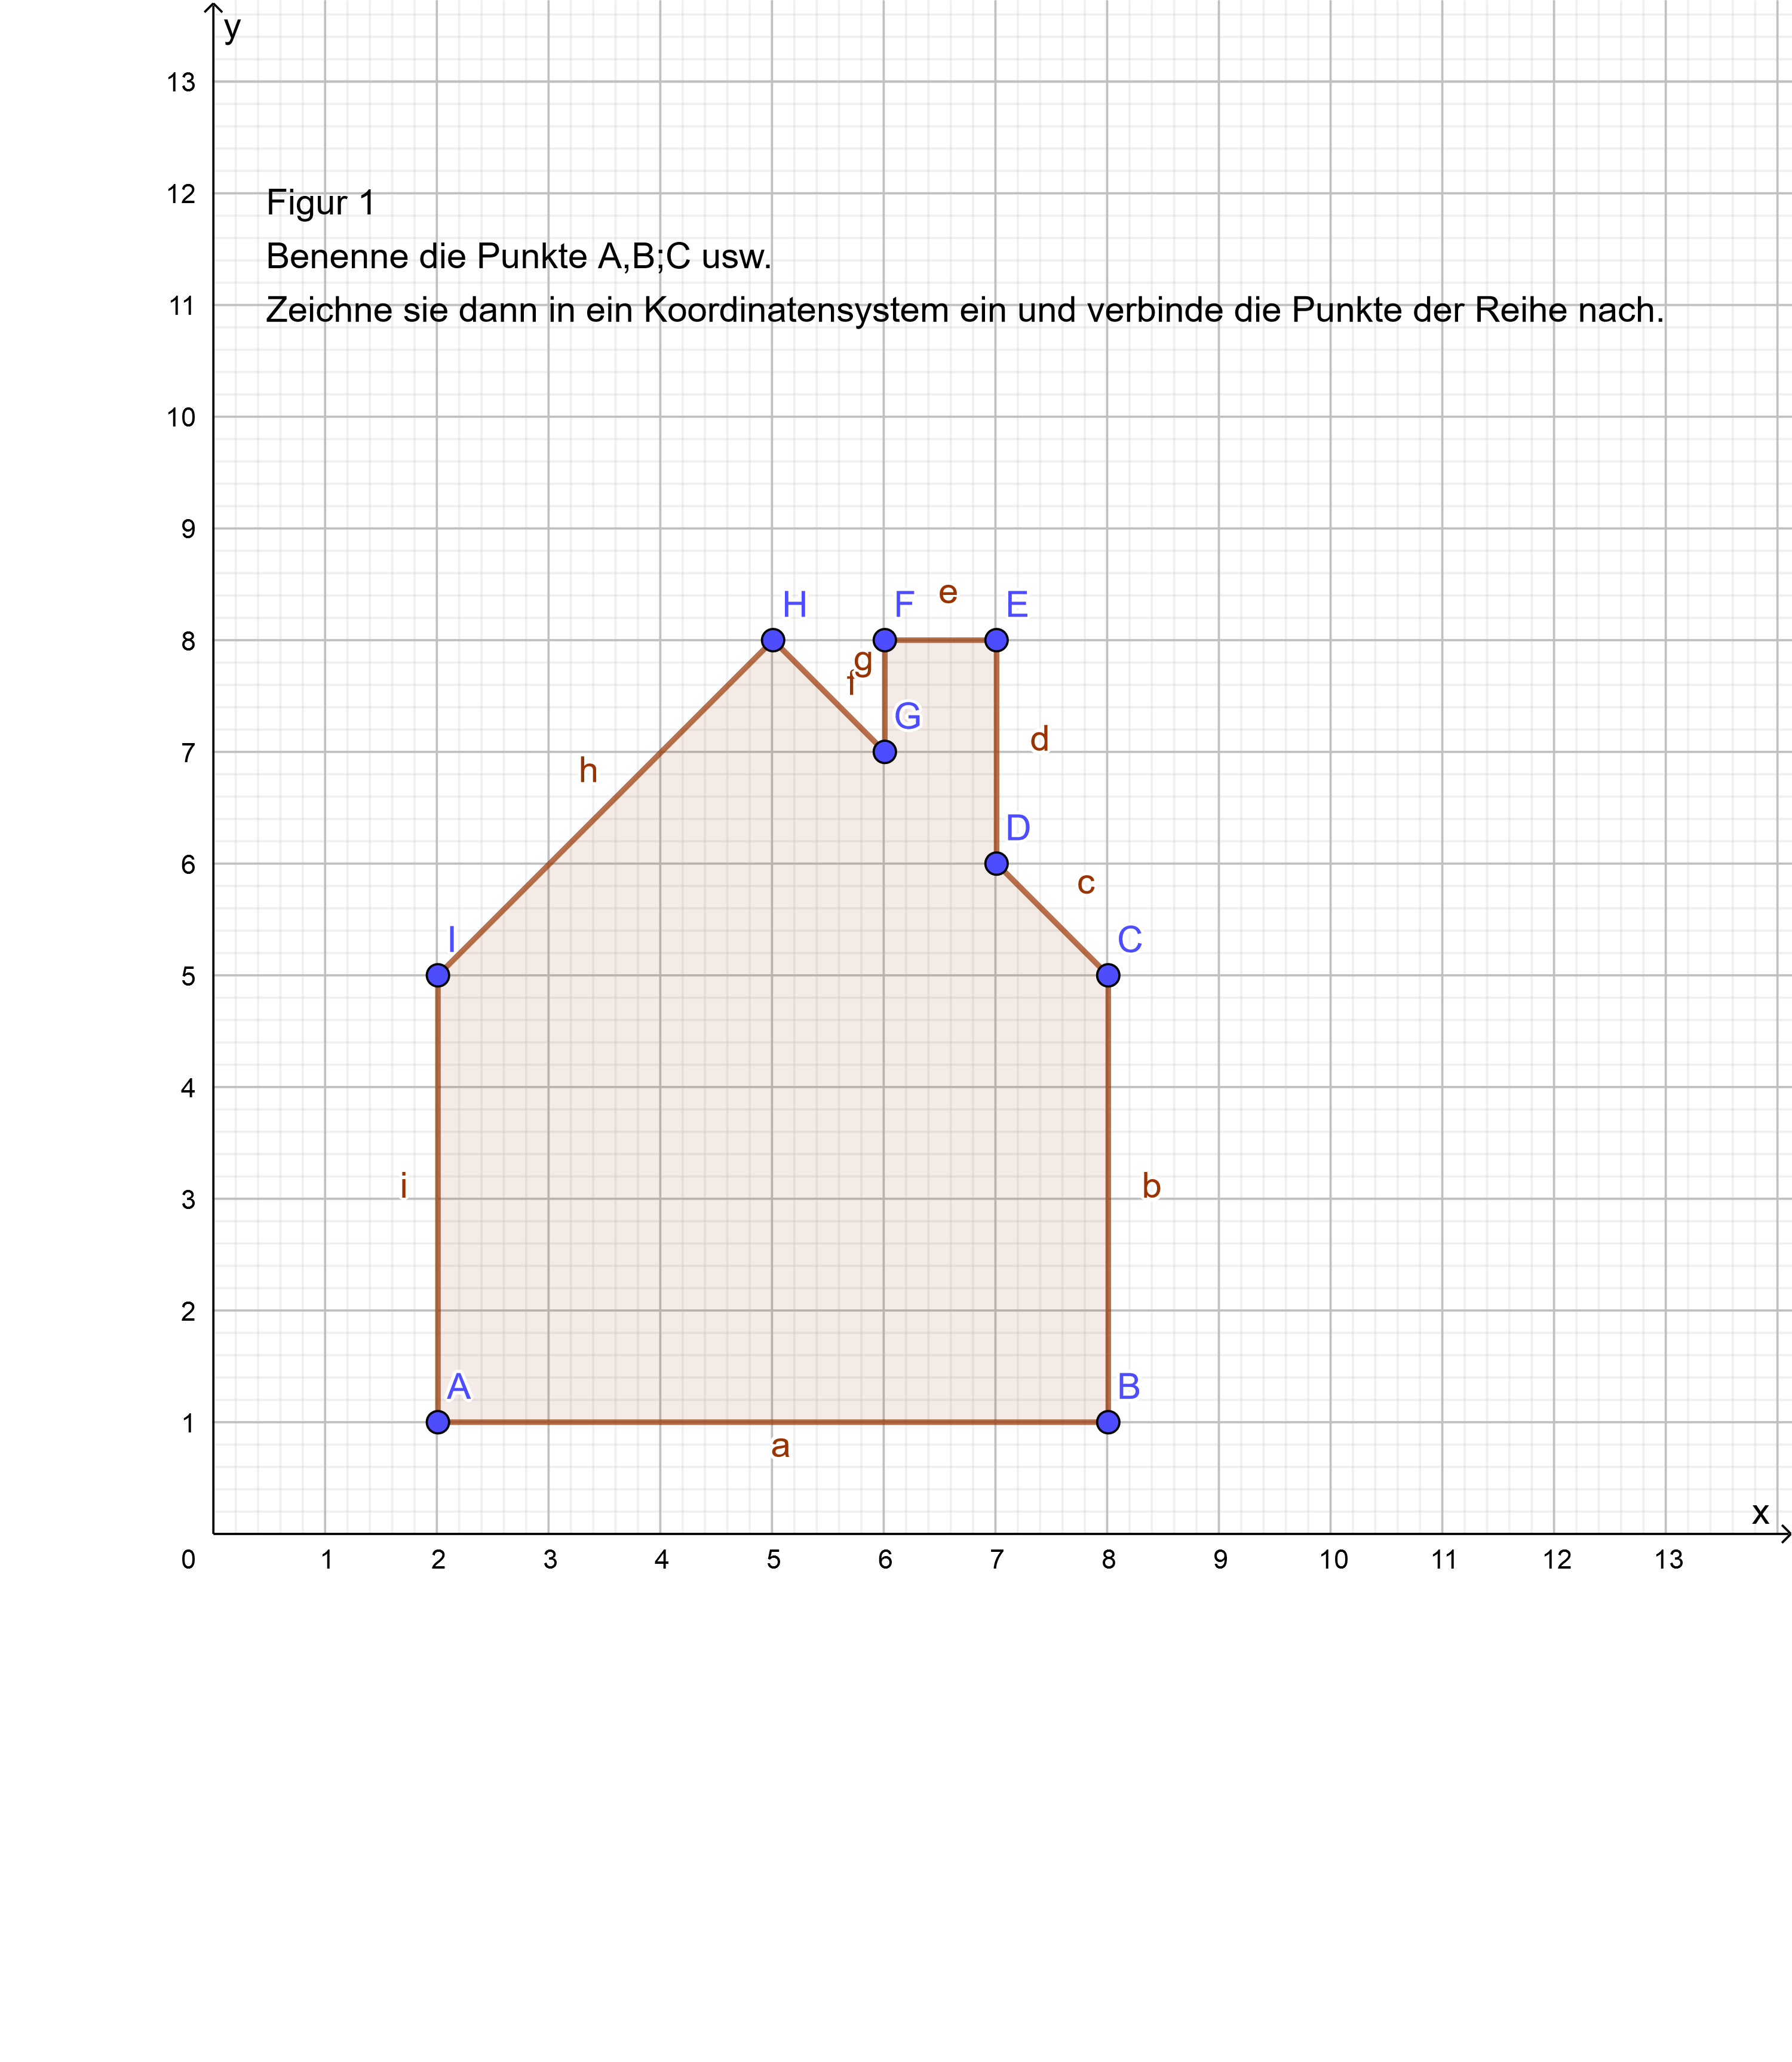 y
13
12
Figur 1
Benenne die Punkte A,B;C usw.
11
Zeichne sie dann in ein Koordinatensystem ein und verbinde die Punkte der Reihe nach.
10
9
H F e E
8
g
f
G
d
7
h
D
6
c
I C
5
4
i b
3
2
A B
1
a
x
0 1 2 3 4 5 6 7 8 9 10 11 12 13